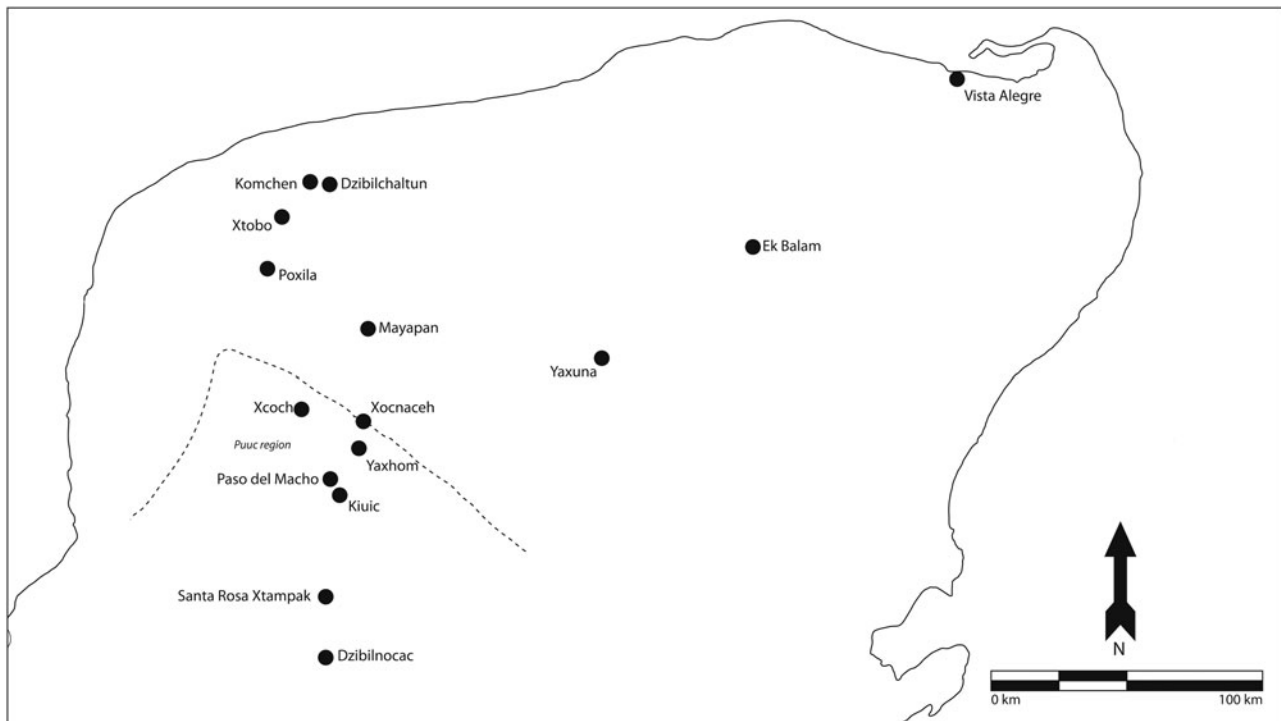 Vista Alegre
Komchen
Dzibilchaltun
Xtobo
Ek Balam
Poxila
Mayapan
Yaxuna
Xcoch
Xocnaceh
Puuc region
Yaxhom
Paso del Macho
Kiuic
Santa Rosa Xtampak
N
Dzibilnocac
0 km
100 km